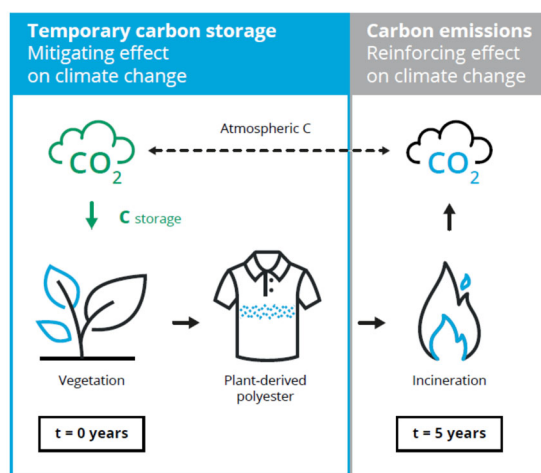 Temporary carbon storage
Mitigating effect
on climate change
Carbon emissions
Reinforcing effect
on climate change
Atmospheric C
CO2
CO2
C storage
Vegetation
Plant-derived
polyester
Incineration
t = 0 years
t = 5 years